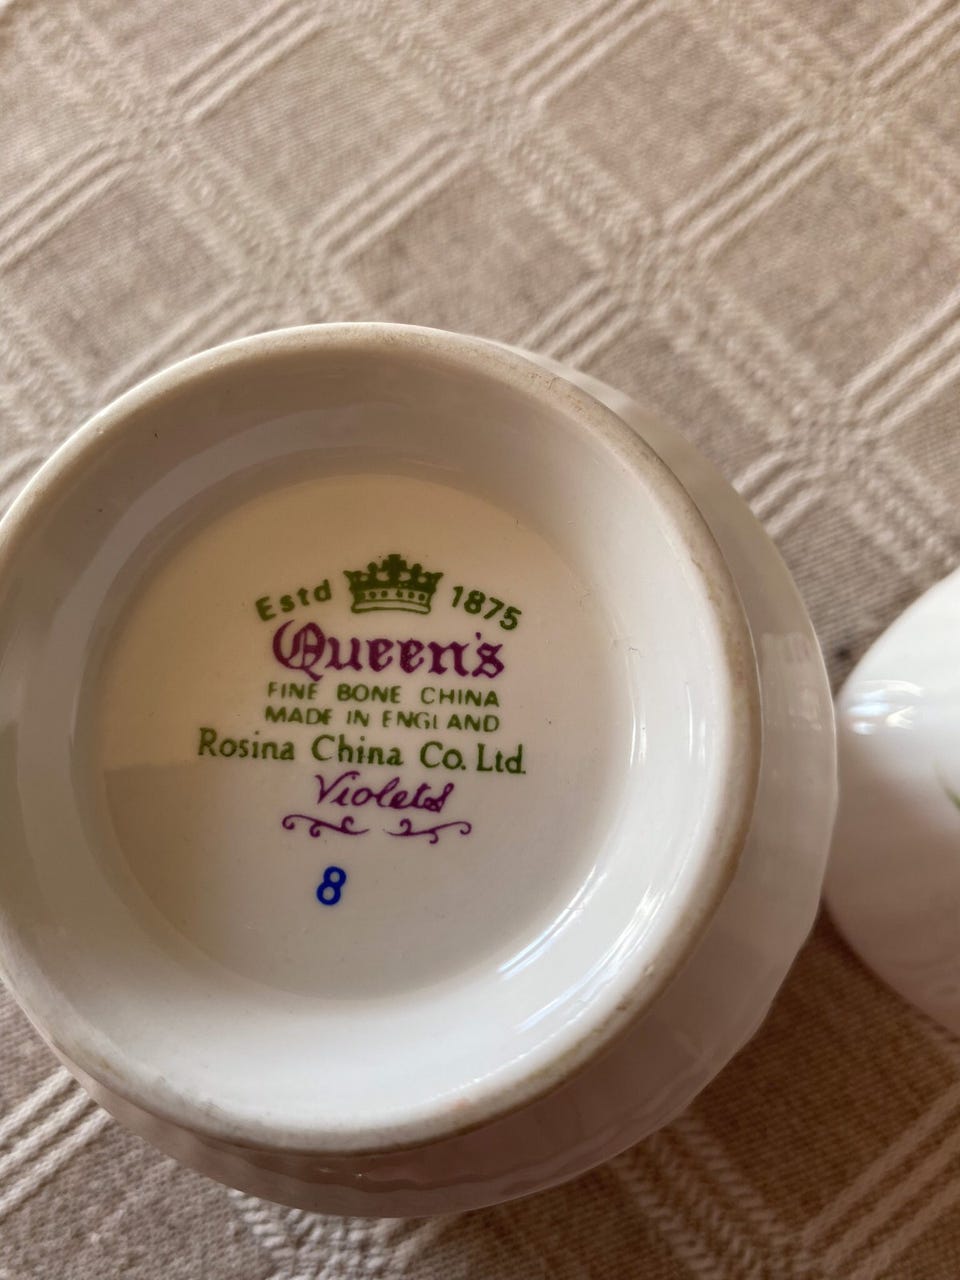 Estd 1875
Queen's
FINE BONE CHINA
MADE IN ENGLAND
Rosina China Co. Ltd.
Violets
8